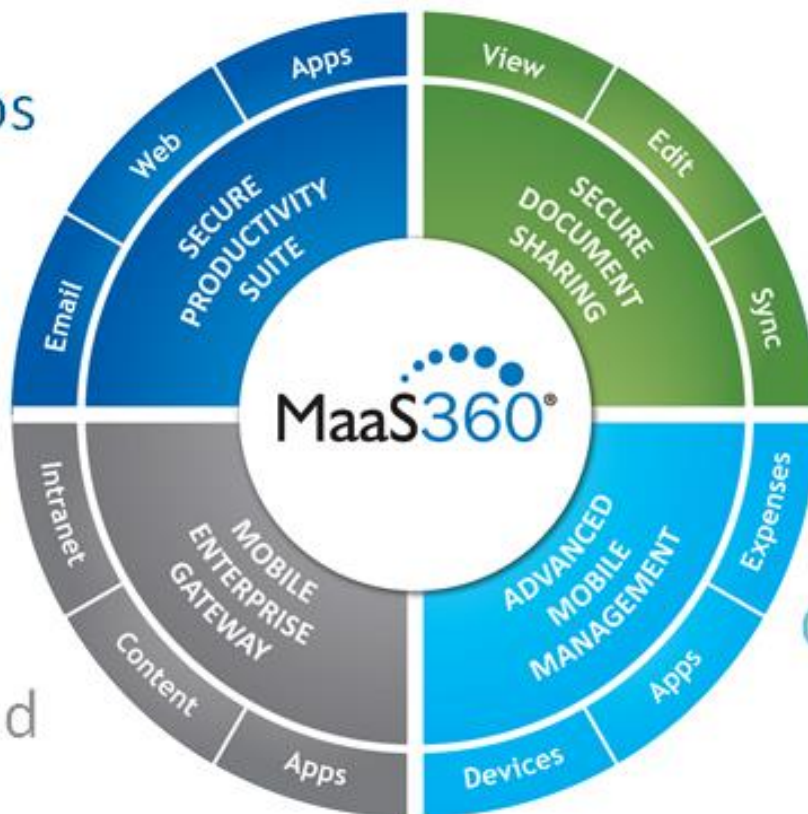 Apps
Web
Email
SECURE
PRODUCTIVITY
SUITE
View
Edit
Sync
SECURE
DOCUMENT
SHARING
MaaS360®
Intranet
Content
Apps
MOBILE
ENTERPRISE
GATEWAY
Expenses
Apps
Devices
ADVANCED
MOBILE
MANAGEMENT